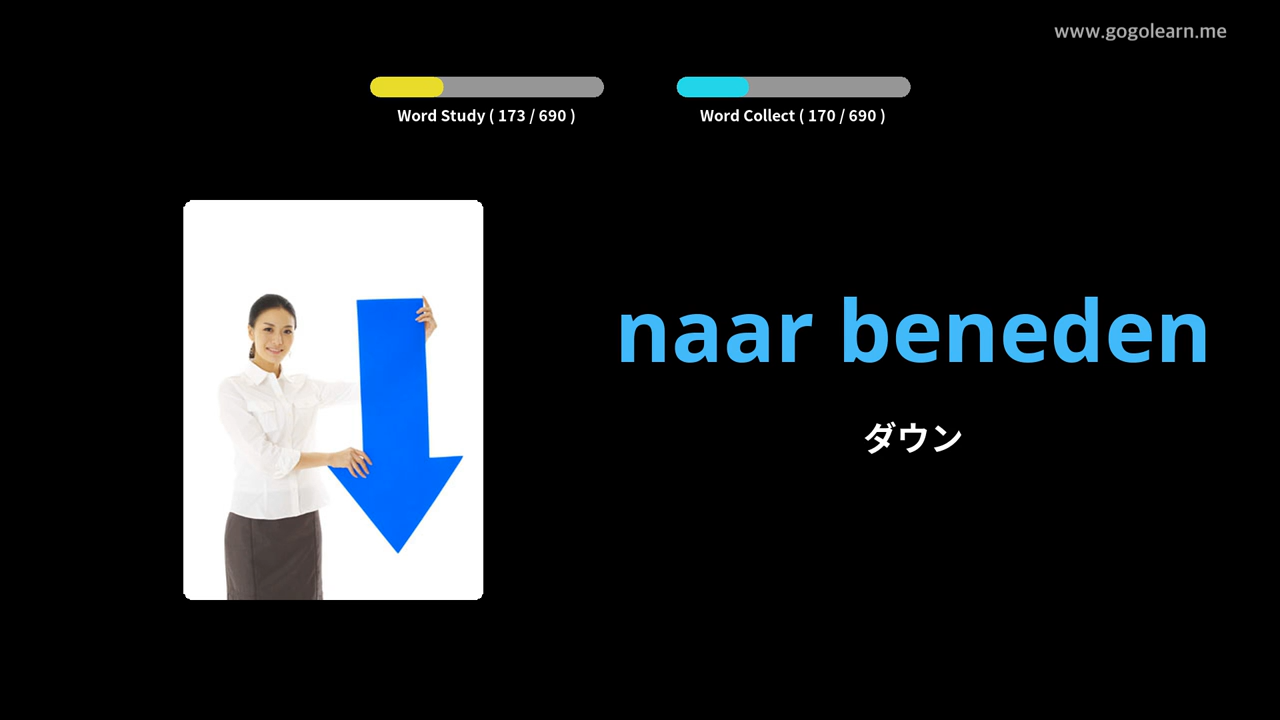 www.gogolearn.me
Word Study ( 173 / 690 )
Word Collect ( 170 / 690 )
naar beneden
ダウン